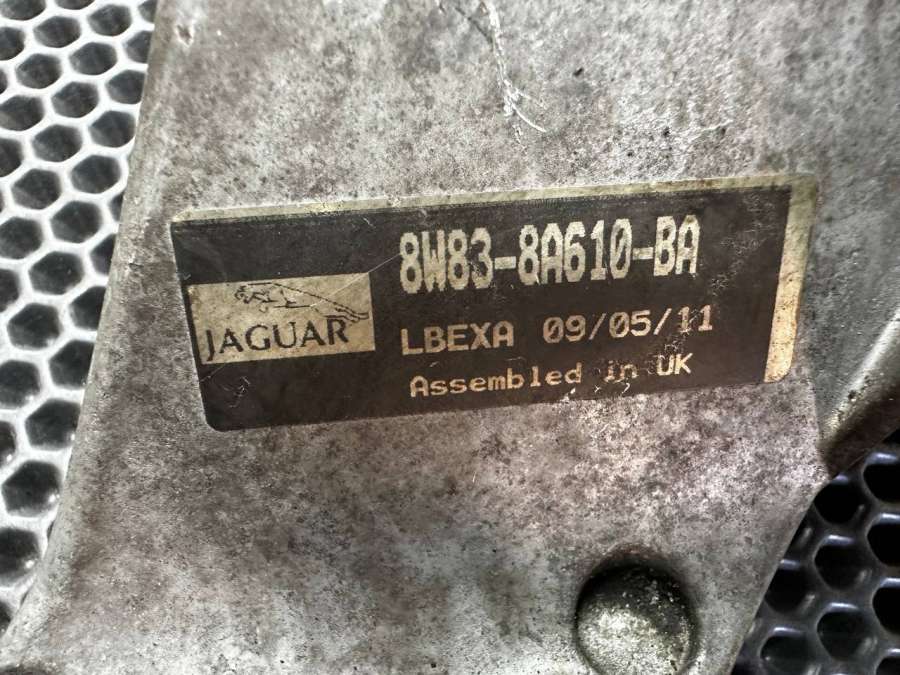 8W83-8A610-BA
JAGUAR
LBEXA 09/05/11
Assembled in UK